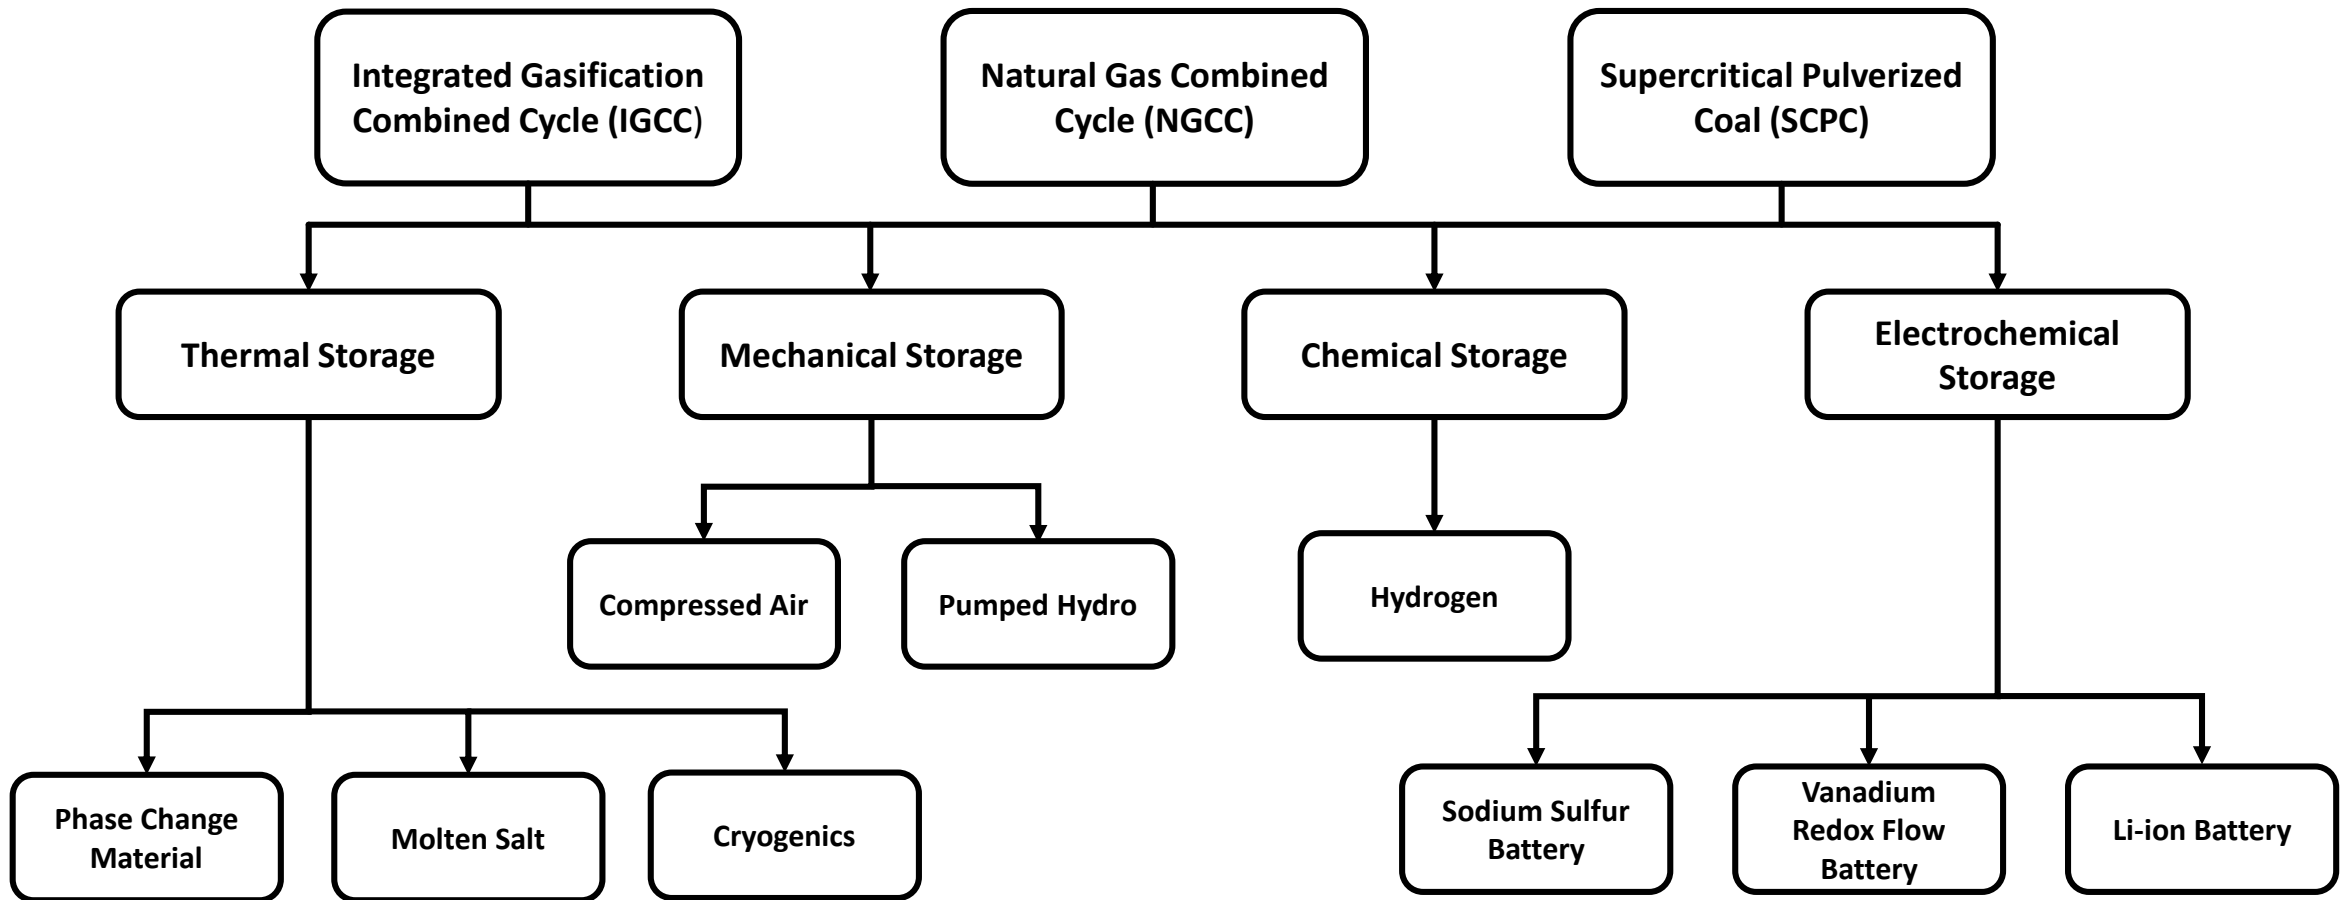 Integrated Gasification
Combined Cycle (IGCC)
Natural Gas Combined
Cycle (NGCC)
Supercritical Pulverized
Coal (SCPC)
Thermal Storage
Mechanical Storage
Chemical Storage
Electrochemical
Storage
Compressed Air
Pumped Hydro
Hydrogen
Phase Change
Material
Molten Salt
Cryogenics
Sodium Sulfur
Battery
Vanadium
Redox Flow
Battery
Li-ion Battery